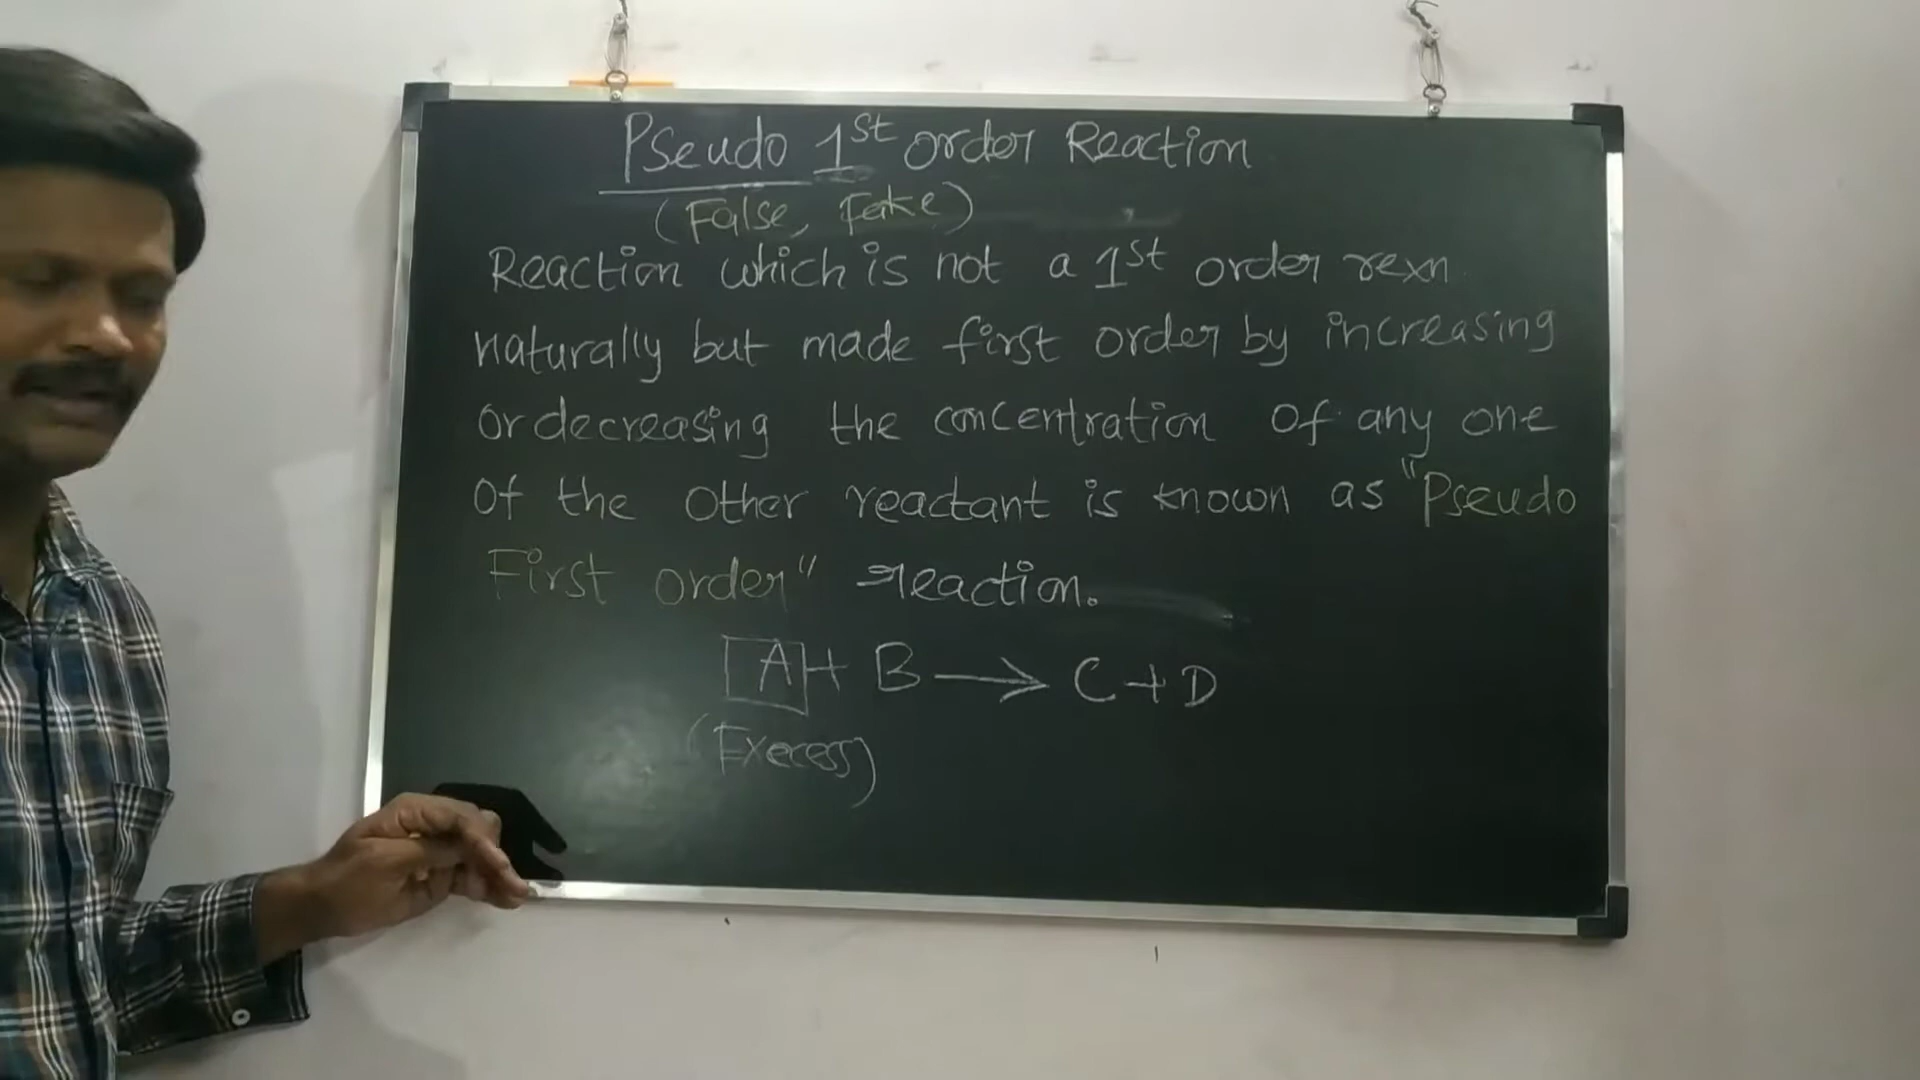 Pseudo 1st order Reaction
(False, Fake)
Reaction which is not a 1st order rexn
naturally but made first order by increasing
or decreasing the concentration of any one
of the other reactant is known as "Pseudo
First order" reaction.
A + B → C + D
(Excess)